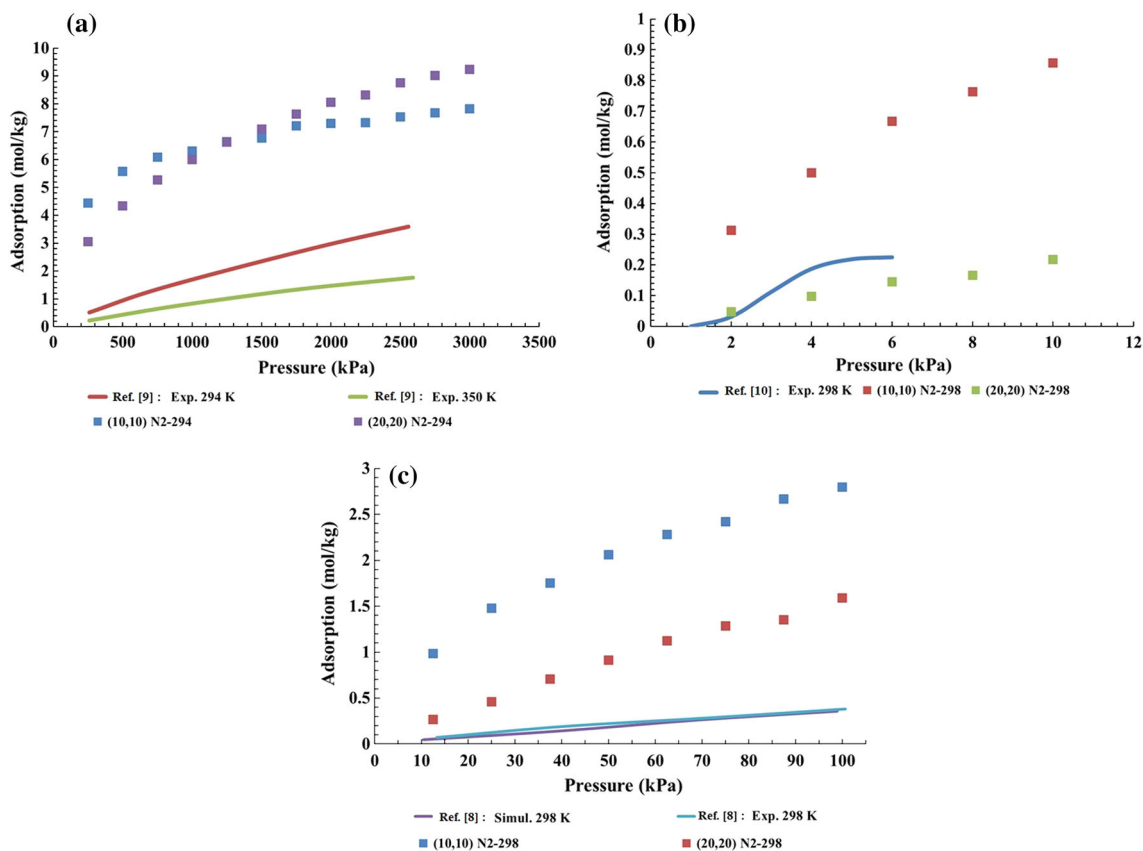 (a)
Adsorption (mol/kg)
10
9
8
7
6
5
4
3
2
1
0
0 500 1000 1500 2000 2500 3000 3500
Pressure (kPa)
Ref. [9] : Exp. 294 K
Ref. [9] : Exp. 350 K
(10,10) N2-294
(20,20) N2-294
(b)
Adsorption (mol/kg)
1
0.9
0.8
0.7
0.6
0.5
0.4
0.3
0.2
0.1
0
0 2 4 6 8 10 12
Pressure (kPa)
Ref. [10] : Exp. 298 K
(10,10) N2-298
(20,20) N2-298
(c)
Adsorption (mol/kg)
3
2.5
2
1.5
1
0.5
0
0 10 20 30 40 50 60 70 80 90 100
Pressure (kPa)
Ref. [8] : Simul. 298 K
Ref. [8] : Exp. 298 K
(10,10) N2-298
(20,20) N2-298